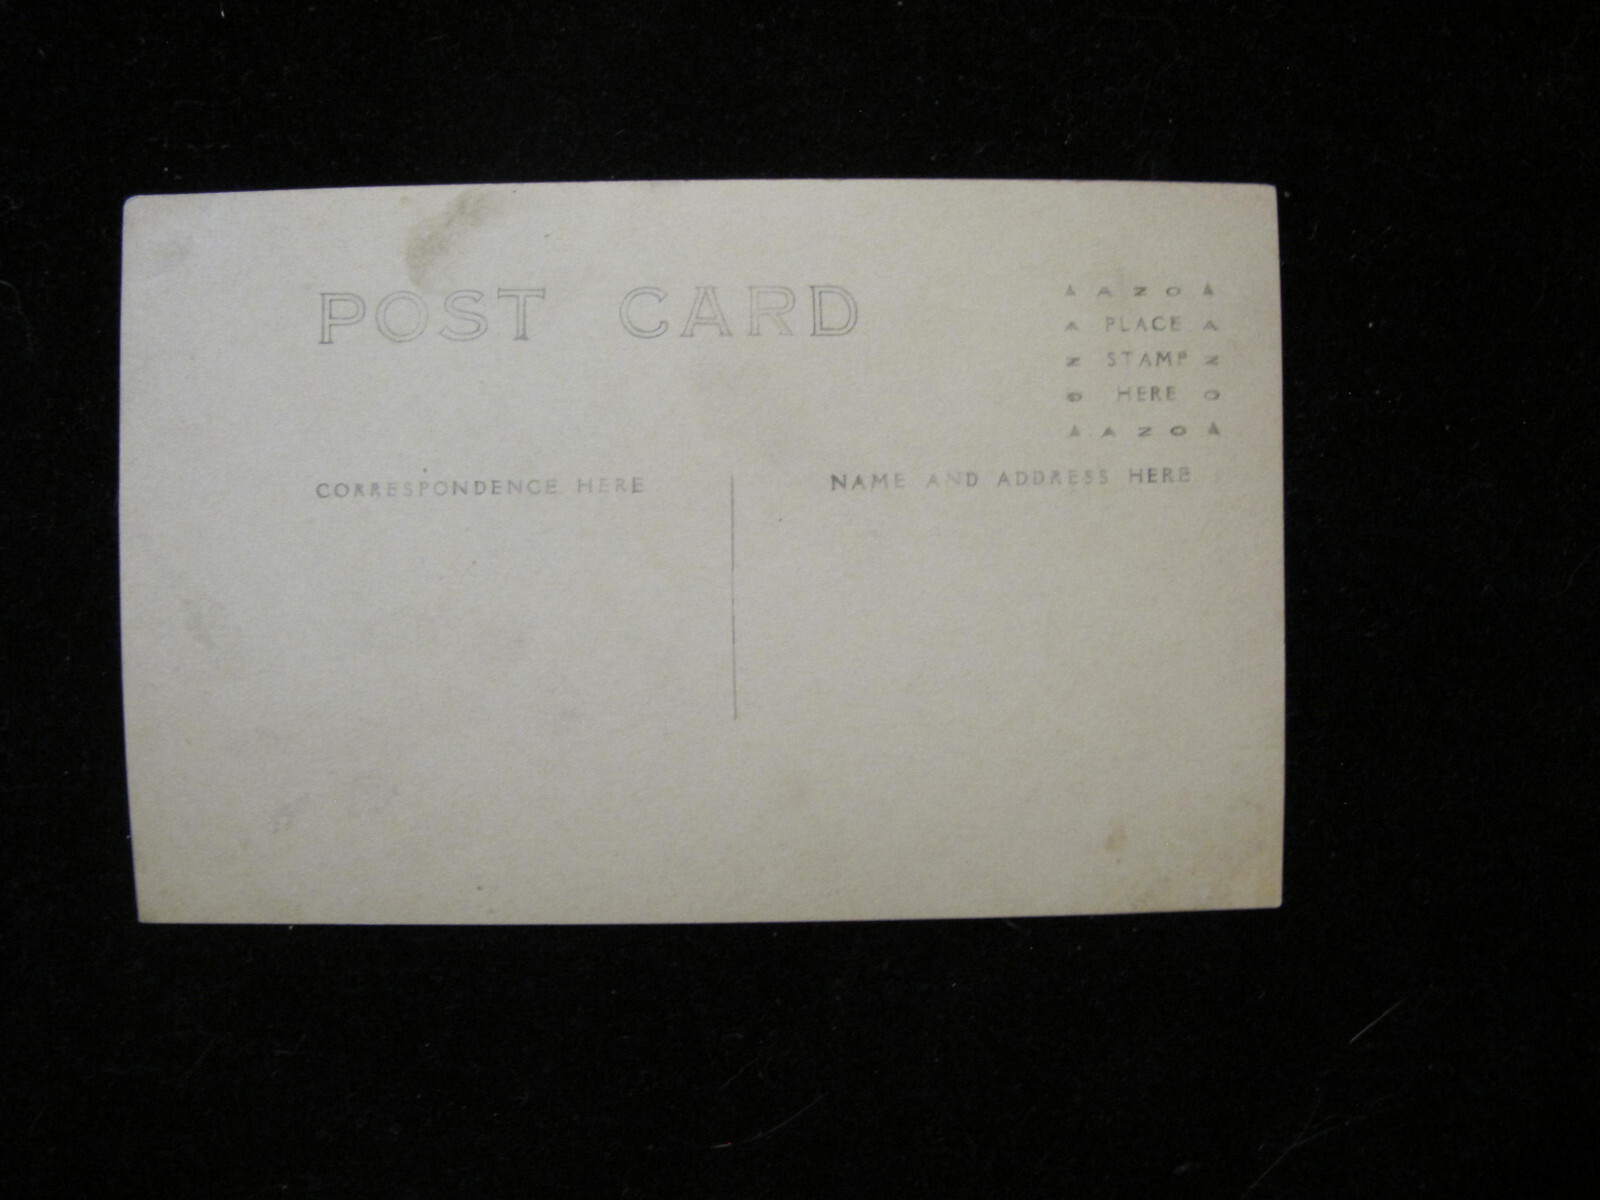 POST CARD
▲ A Z O ▲
A PLACE A
Z STAMP Z
O HERE O
▲ A Z O ▲
CORRESPONDENCE HERE
NAME AND ADDRESS HERE